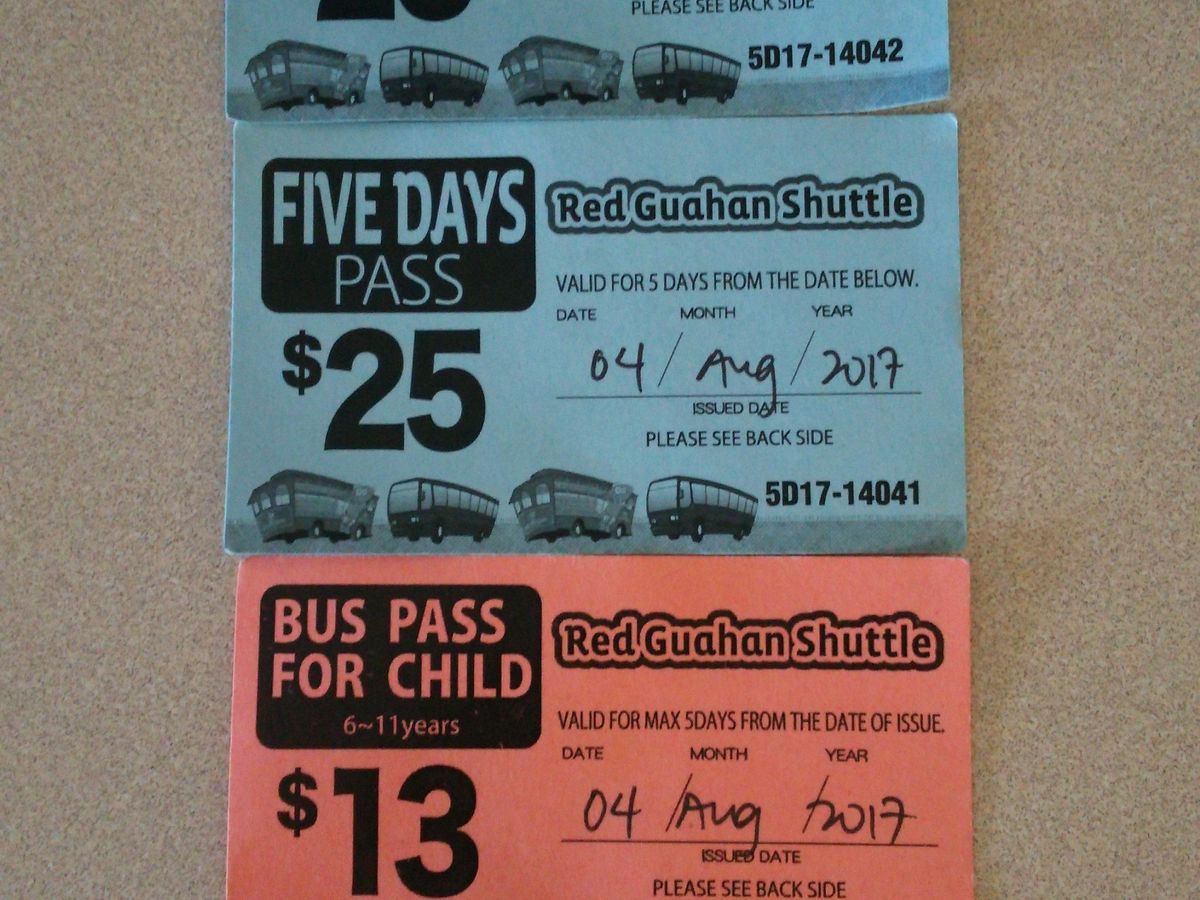 PLEASE SEE BACK SIDE
5D17-14042
FIVE DAYS
PASS
$25
Red Guahan Shuttle
VALID FOR 5 DAYS FROM THE DATE BELOW.
DATE MONTH YEAR
04 / Aug / 2017
ISSUED DATE
PLEASE SEE BACK SIDE
5D17-14041
BUS PASS
FOR CHILD
6~11years
$13
Red Guahan Shuttle
VALID FOR MAX 5DAYS FROM THE DATE OF ISSUE.
DATE MONTH YEAR
04 / Aug / 2017
ISSUED DATE
PLEASE SEE BACK SIDE